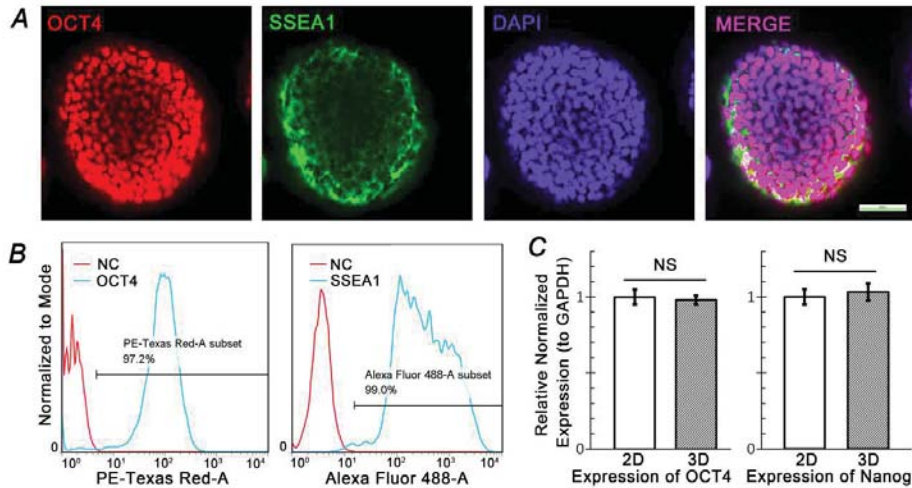 A
OCT4
SSEA1
DAPI
MERGE
B
Normalized to Mode
0
NC
OCT4
PE-Texas Red-A subset
97.2%
10⁰ 10¹ 10² 10³ 10⁴
PE-Texas Red-A
0
NC
SSEA1
Alexa Fluor 488-A subset
99.0%
10⁰ 10¹ 10² 10³ 10⁴
Alexa Fluor 488-A
C
Relative Normalized
Expression (to GAPDH)
NS
1
0
2D 3D
Expression of OCT4
NS
1
0
2D 3D
Expression of Nanog